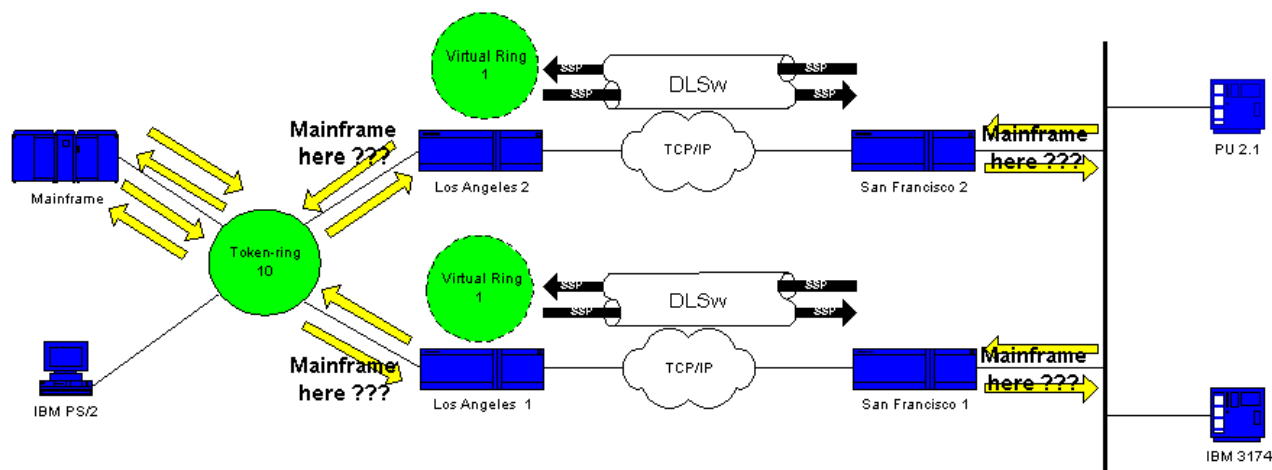 Virtual Ring
1
SSP
SSP
DLSw
SSP
SSP
Mainframe
here ???
TCP/IP
Mainframe
here ???
Mainframe
Los Angeles 2
San Francisco 2
PU 2.1
Token-ring
10
Virtual Ring
1
SSP
SSP
DLSw
SSP
SSP
Mainframe
here ???
TCP/IP
Mainframe
here ???
IBM PS/2
Los Angeles 1
San Francisco 1
IBM 3174